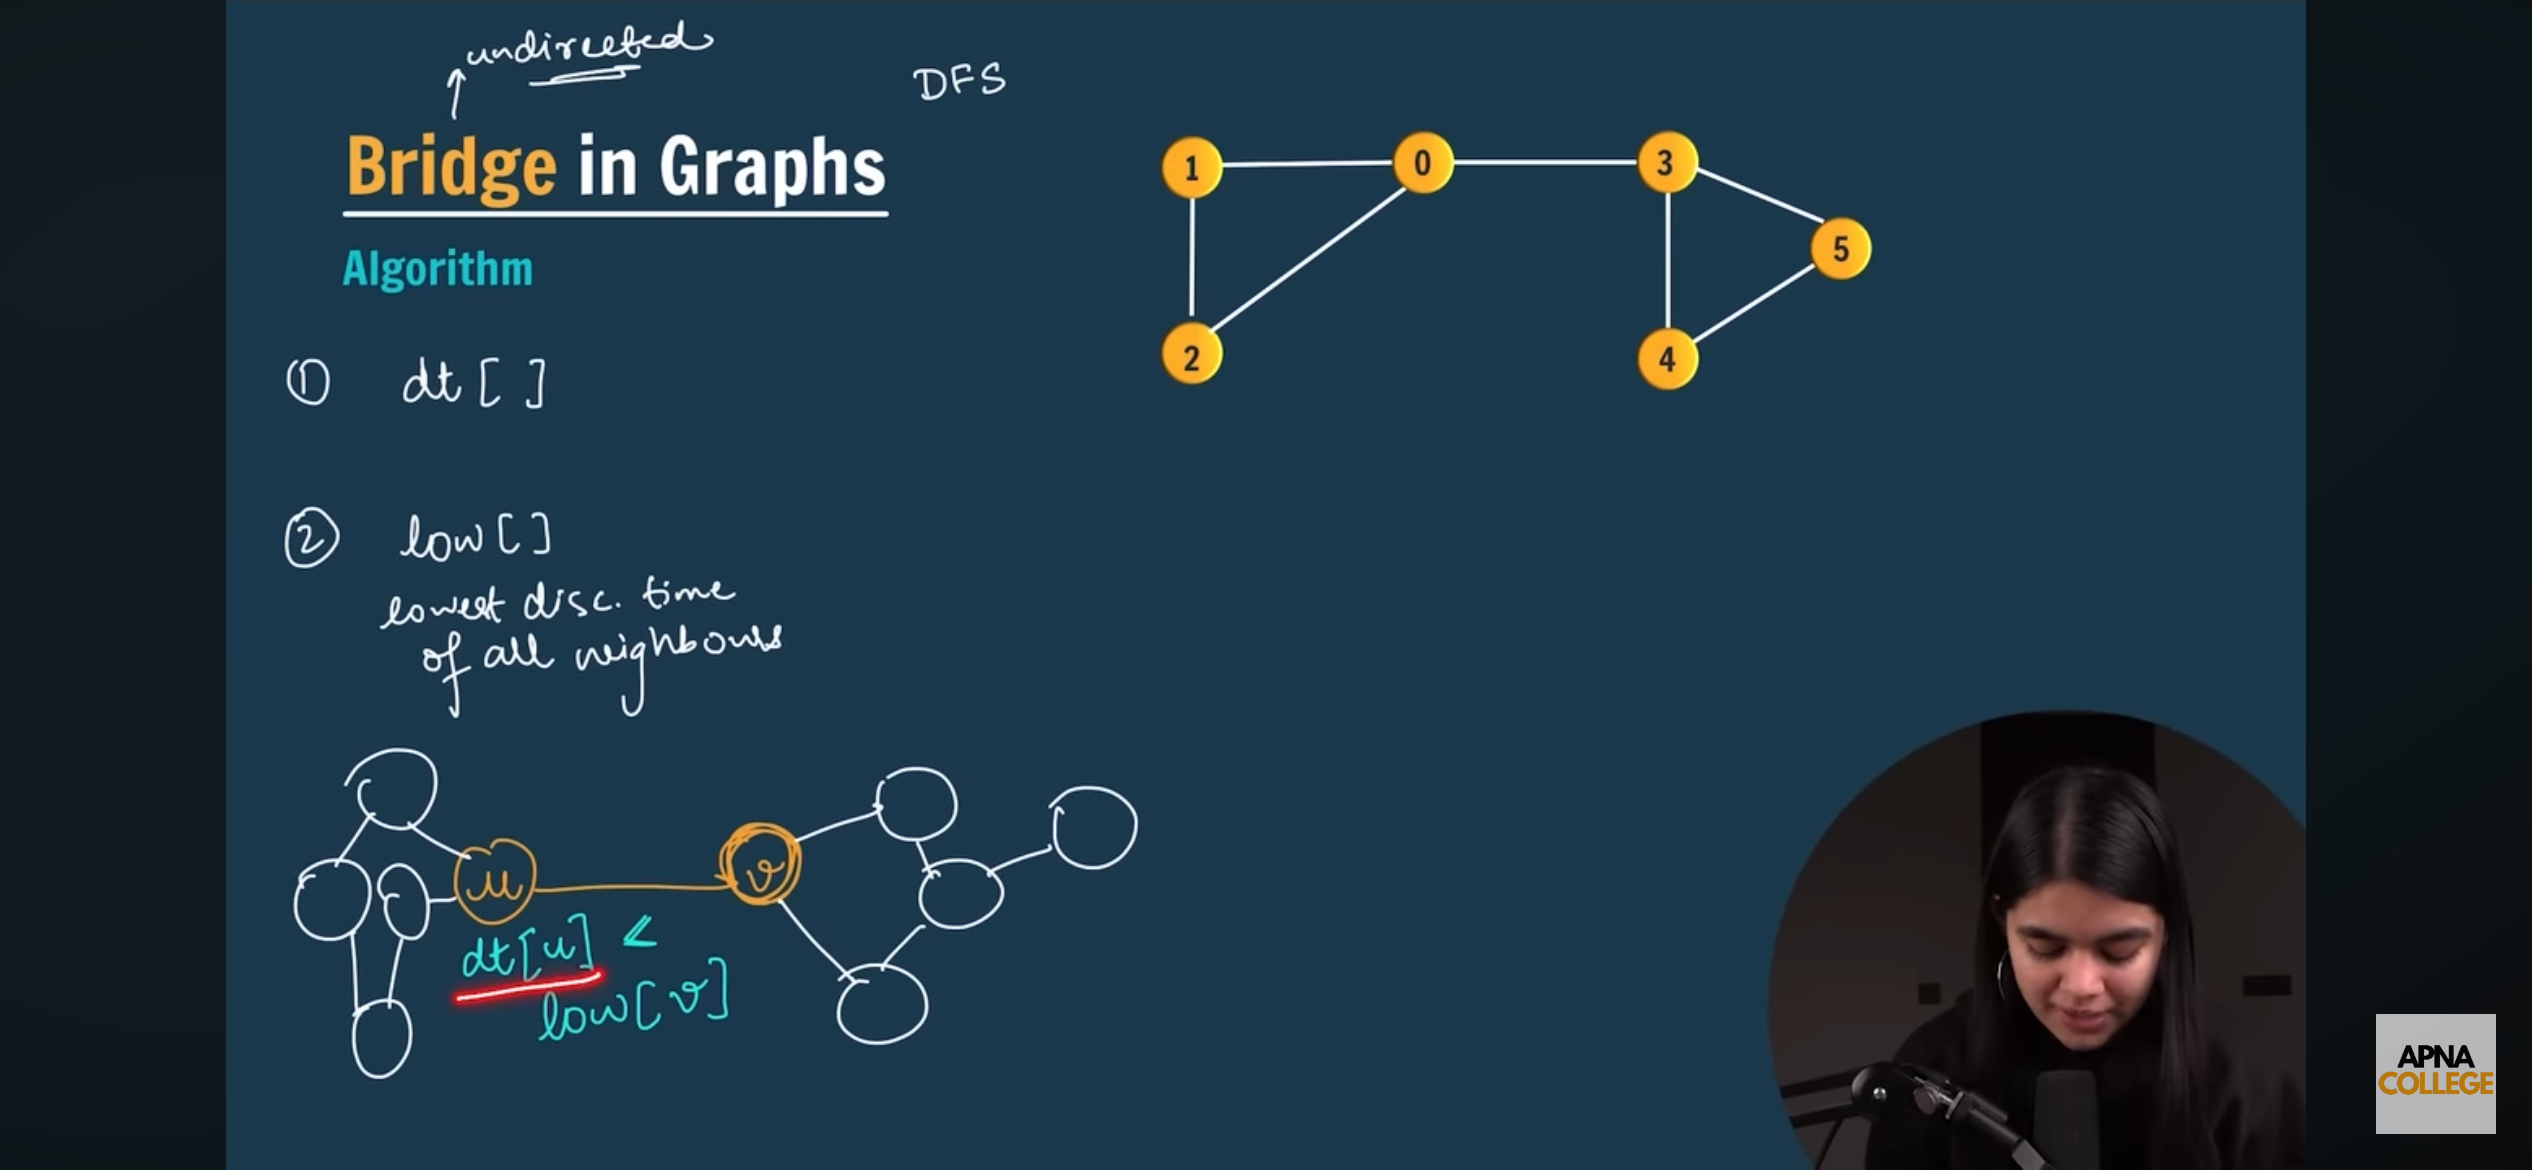 undirected
DFS
Bridge in Graphs
Algorithm
① dt [ ]
② low [ ]
lowest disc. time
of all neighbours
1
0
3
5
2
4
u
v
dt[u] <
low[v]
APNA
COLLEGE